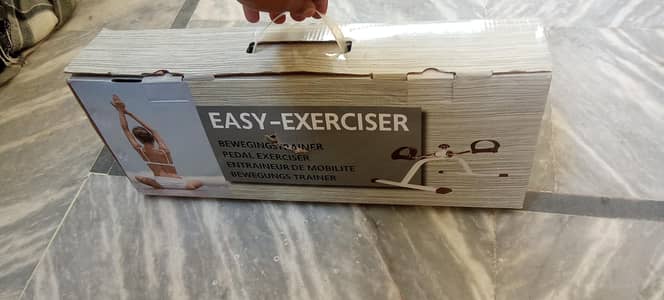 EASY-EXERCISER
BEWEGINGSTRAINER
PEDAL EXERCISER
ENTRAINEUR DE MOBILITE
BEWEGUNGS TRAINER